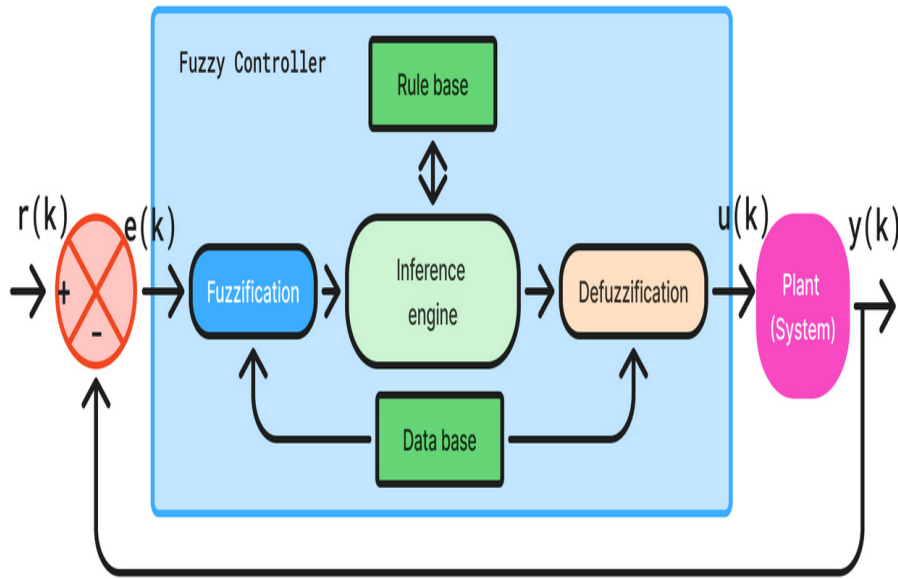 Fuzzy Controller
Rule base
r(k)
e(k)
u(k)
y(k)
+
-
Fuzzification
Inference
engine
Defuzzification
Plant
(System)
Data base